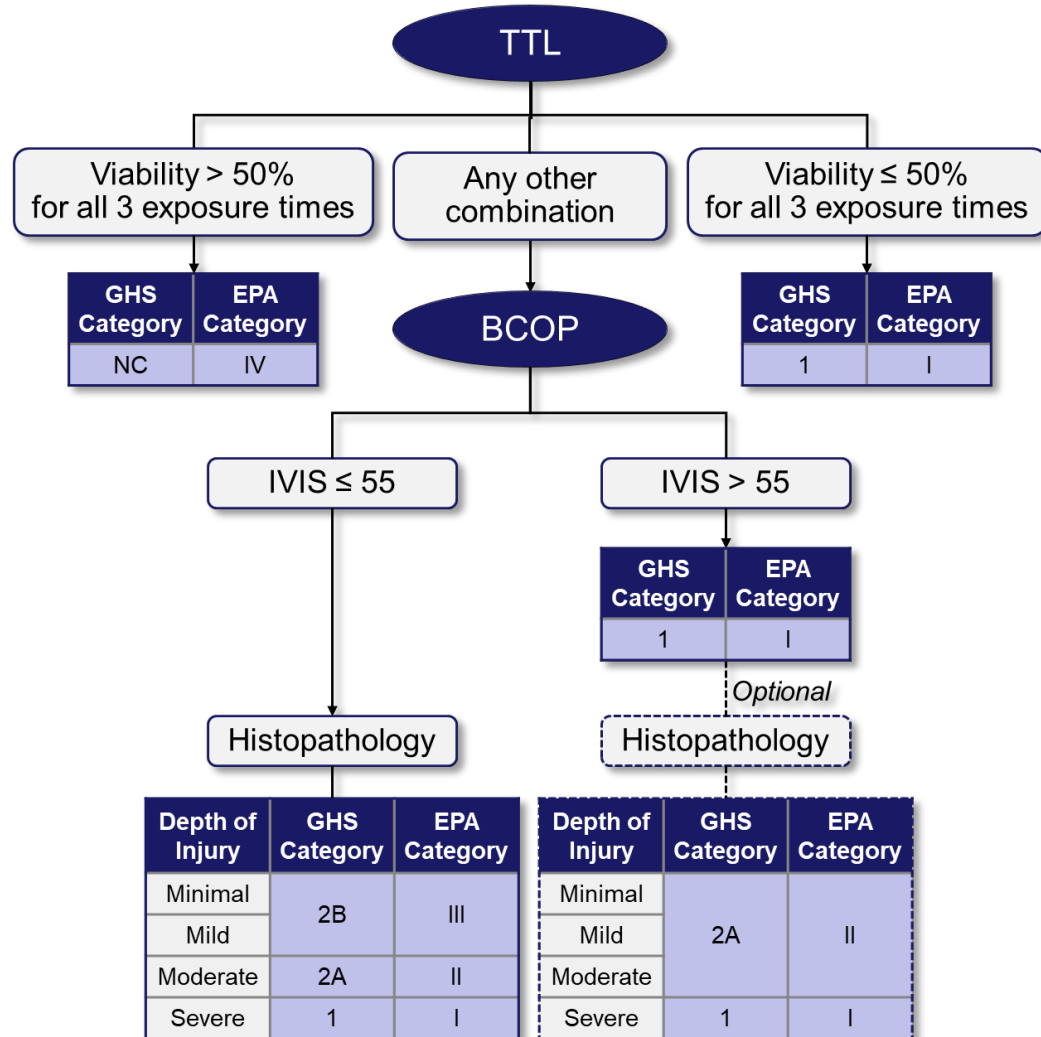 TTL
Viability > 50%
for all 3 exposure times
Any other
combination
Viability ≤ 50%
for all 3 exposure times
GHS Category EPA Category
NC IV
BCOP
GHS Category EPA Category
1 I
IVIS ≤ 55
IVIS > 55
GHS Category EPA Category
1 I
Optional
Histopathology
Histopathology
Depth of Injury GHS Category EPA Category
Minimal 2B III
Mild
Moderate 2A II
Severe 1 I
Depth of Injury GHS Category EPA Category
Minimal
Mild 2A II
Moderate
Severe 1 I